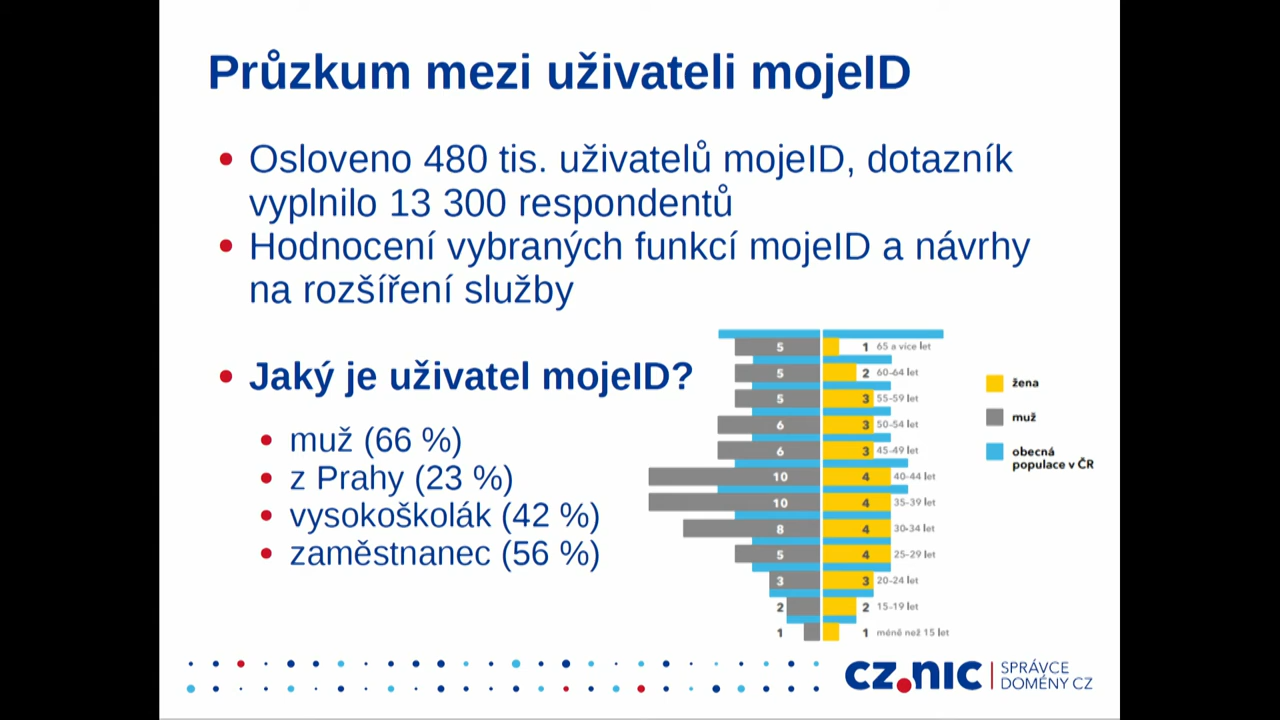 Průzkum mezi uživateli mojeID
Osloveno 480 tis. uživatelů mojeID, dotazník
vyplnilo 13 300 respondentů
Hodnocení vybraných funkcí mojeID a návrhy
na rozšíření služby
Jaký je uživatel mojeID?
muž (66 %)
z Prahy (23 %)
vysokoškolák (42 %)
zaměstnanec (56 %)
5 1 65 a více let
5 2 60-64 let
5 3 55-59 let
6 3 50-54 let
6 3 45-49 let
10 4 40-44 let
10 4 35-39 let
8 4 30-34 let
5 4 25-29 let
3 3 20-24 let
2 2 15-19 let
1 1 méně než 15 let
žena
muž
obecná
populace v ČR
CZ.NIC
SPRÁVCE
DOMÉNY CZ